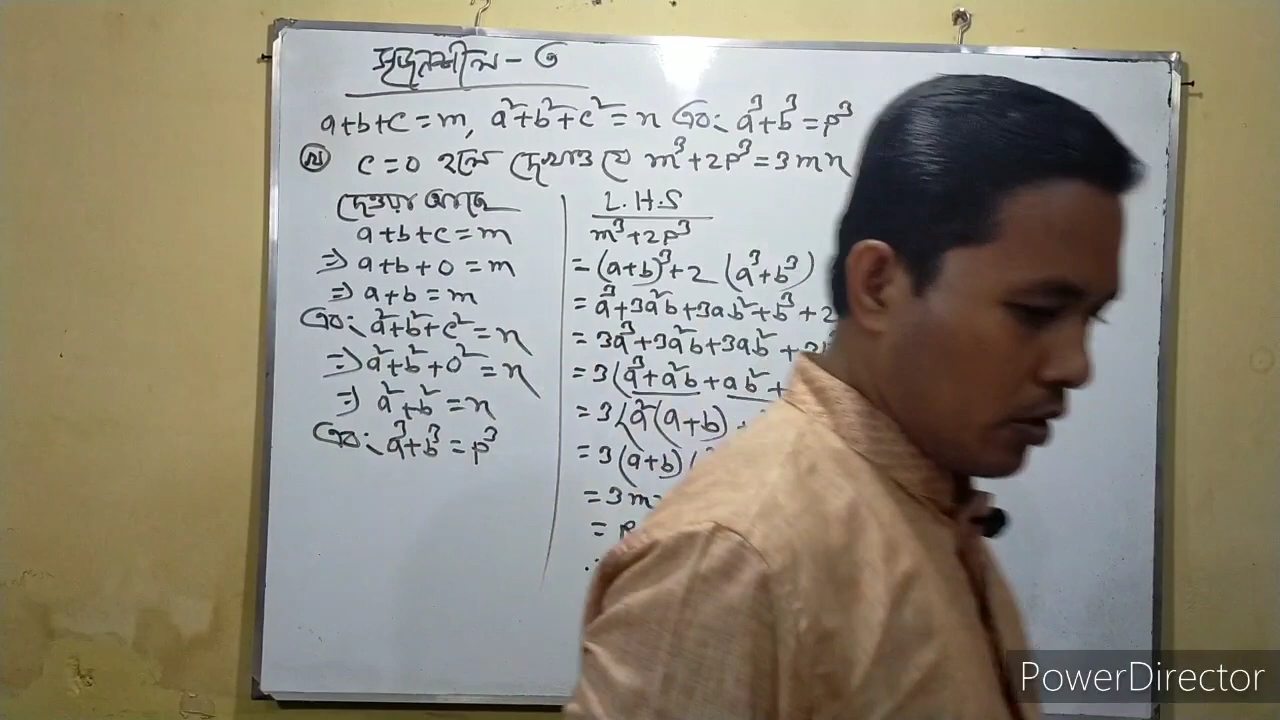 সৃজনশীল - ৩
a+b+c = m, a²+b²+c² = n এবং a³+b³ = p³
গ c = 0 হলে দেখাও যে m³+2p³ = 3mn
দেওয়া আছে
a+b+c = m
⇒ a+b+0 = m
⇒ a+b = m
এবং a²+b²+c² = n
⇒ a²+b²+0² = n
⇒ a²+b² = n
এবং a³+b³ = p³
L.H.S
m³+2p³
= (a+b)³+2(a³+b³)
= a³+3a²b+3ab²+b³+2
= 3a³+3a²b+3ab²+3
= 3(a³+a²b+ab²+
= 3{a²(a+b)+
= 3(a+b)(
= 3m
=
∴
PowerDirector